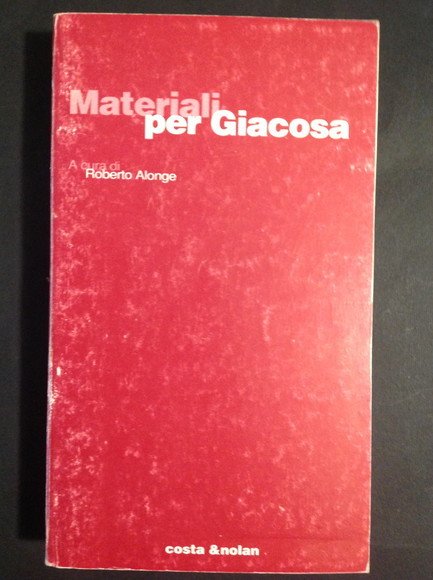 Materiali
per Giacosa
A cura di
Roberto Alonge
costa &nolan